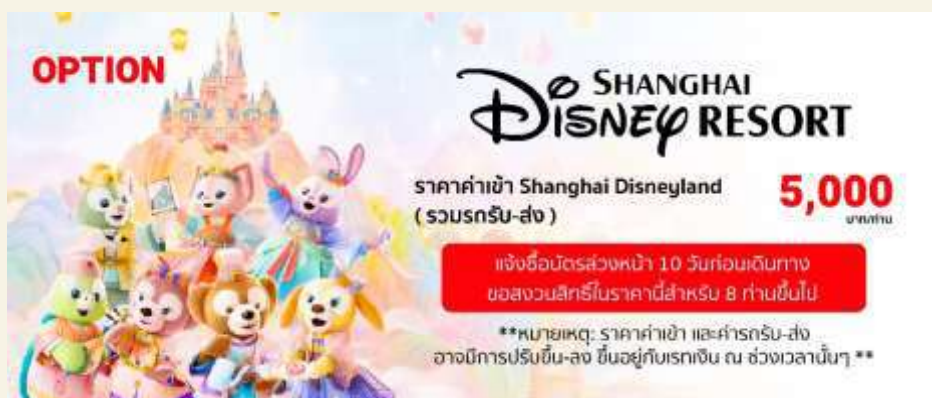 OPTION
SHANGHAI
DISNEY RESORT
ราคาค่าเข้า Shanghai Disneyland
( รวมรถรับ-ส่ง )
5,000
บาท/ท่าน
แจ้งซื้อบัตรล่วงหน้า 10 วันก่อนเดินทาง
ขอสงวนสิทธิ์ในราคานี้สำหรับ 8 ท่านขึ้นไป
**หมายเหตุ: ราคาค่าเข้า และค่ารถรับ-ส่ง
อาจมีการปรับขึ้น-ลง ขึ้นอยู่กับเรทเงิน ณ ช่วงเวลานั้นๆ **